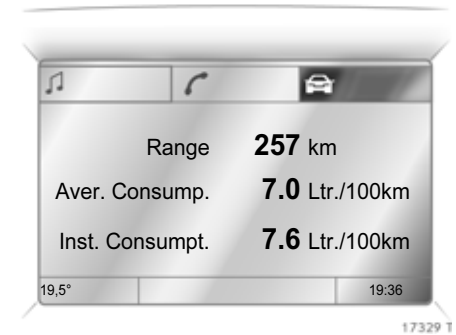 Range 257 km
Aver. Consump. 7.0 Ltr./100km
Inst. Consumpt. 7.6 Ltr./100km
19,5° 19:36
17329 T